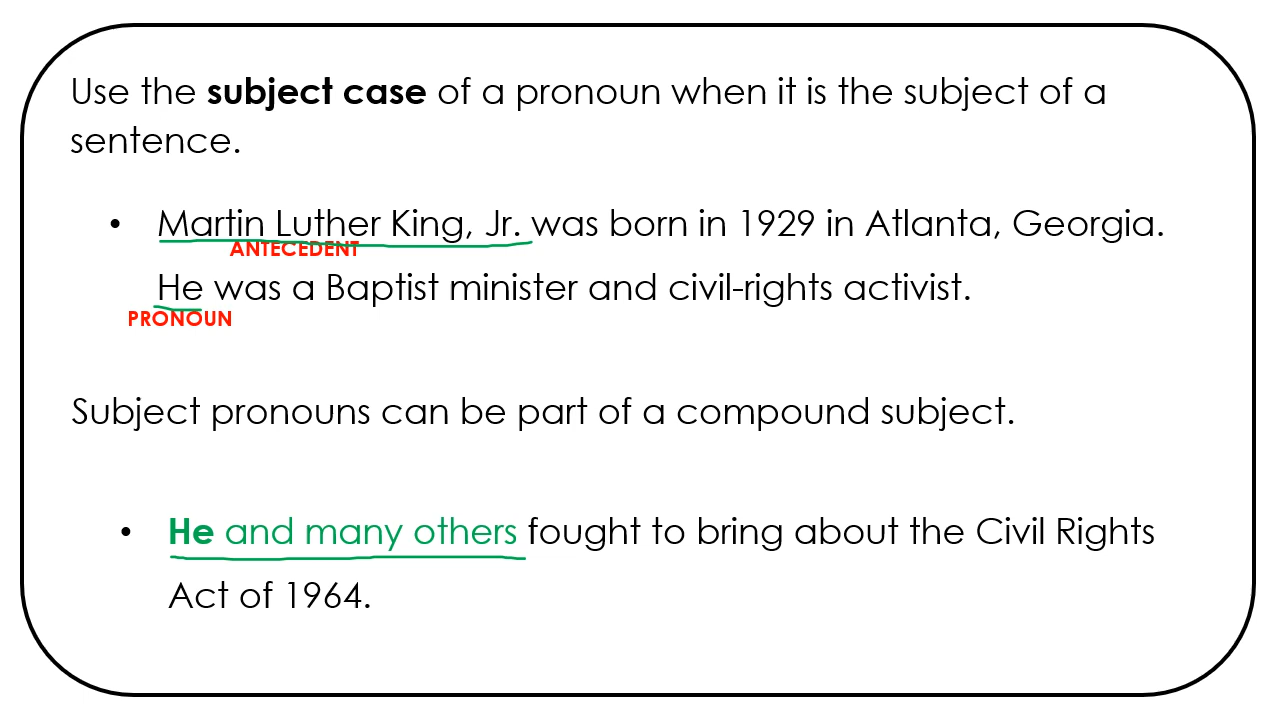 Use the subject case of a pronoun when it is the subject of a
sentence.
• Martin Luther King, Jr. was born in 1929 in Atlanta, Georgia.
ANTECEDENT
He was a Baptist minister and civil-rights activist.
PRONOUN
Subject pronouns can be part of a compound subject.
• He and many others fought to bring about the Civil Rights
Act of 1964.